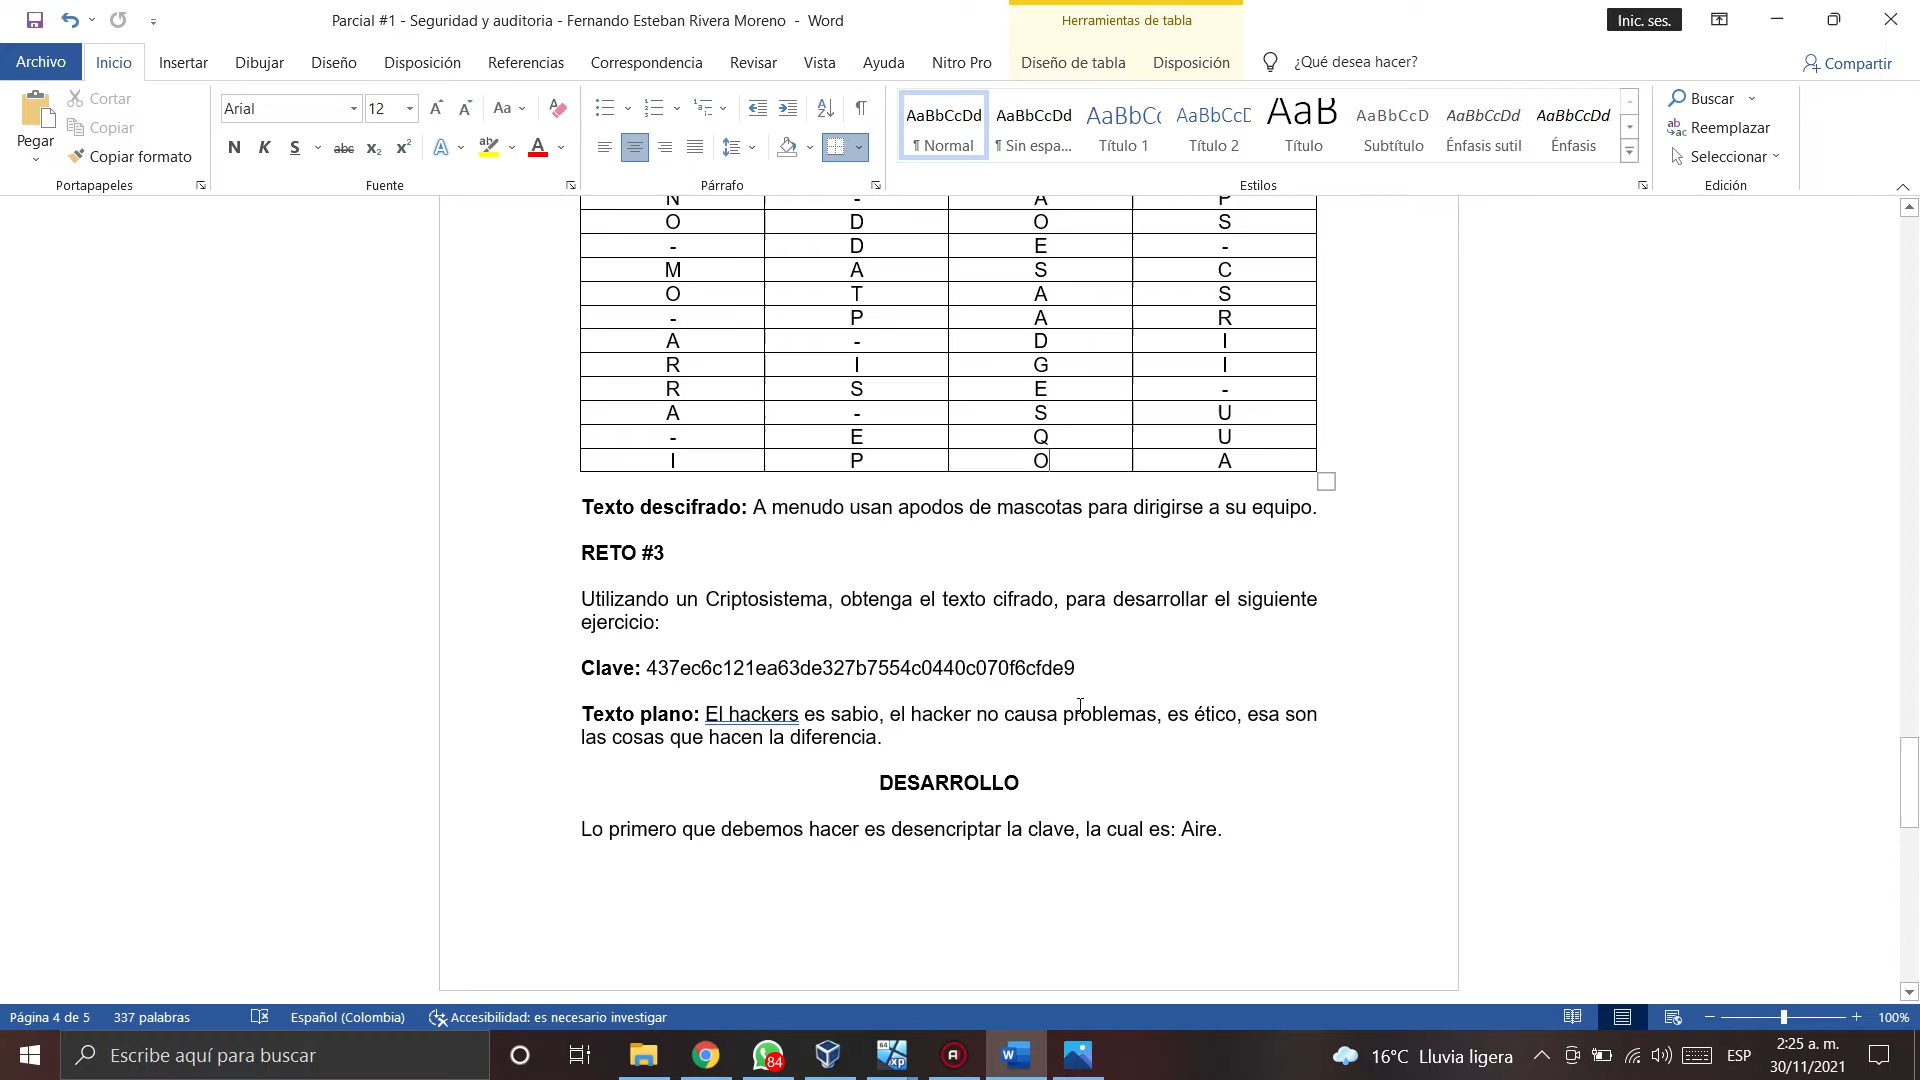 Parcial #1 - Seguridad y auditoria - Fernando Esteban Rivera Moreno - Word
Herramientas de tabla
Inic. ses.
Archivo Inicio Insertar Dibujar Diseño Disposición Referencias Correspondencia Revisar Vista Ayuda Nitro Pro Diseño de tabla Disposición ¿Qué desea hacer? Compartir
Pegar
Cortar
Copiar
Copiar formato
Portapapeles
Arial 12
Fuente
Párrafo
AaBbCcDd AaBbCcDd AaBbCc AaBbCcD AaB AaBbCcD AaBbCcDd AaBbCcDd
¶ Normal ¶ Sin espa... Título 1 Título 2 Título Subtítulo Énfasis sutil Énfasis
Estilos
Buscar
Reemplazar
Seleccionar
Edición
N - A P
O D O S
- D E -
M A S C
O T A S
- P A R
A - D I
R I G I
R S E -
A - S U
- E Q U
I P O A
Texto descifrado: A menudo usan apodos de mascotas para dirigirse a su equipo.
RETO #3
Utilizando un Criptosistema, obtenga el texto cifrado, para desarrollar el siguiente
ejercicio:
Clave: 437ec6c121ea63de327b7554c0440c070f6cfde9
Texto plano: El hackers es sabio, el hacker no causa problemas, es ético, esa son
las cosas que hacen la diferencia.
DESARROLLO
Lo primero que debemos hacer es desencriptar la clave, la cual es: Aire.
Página 4 de 5 337 palabras Español (Colombia) Accesibilidad: es necesario investigar 100%
Escribe aquí para buscar
84
64
xp
16°C Lluvia ligera
ESP
2:25 a. m.
30/11/2021